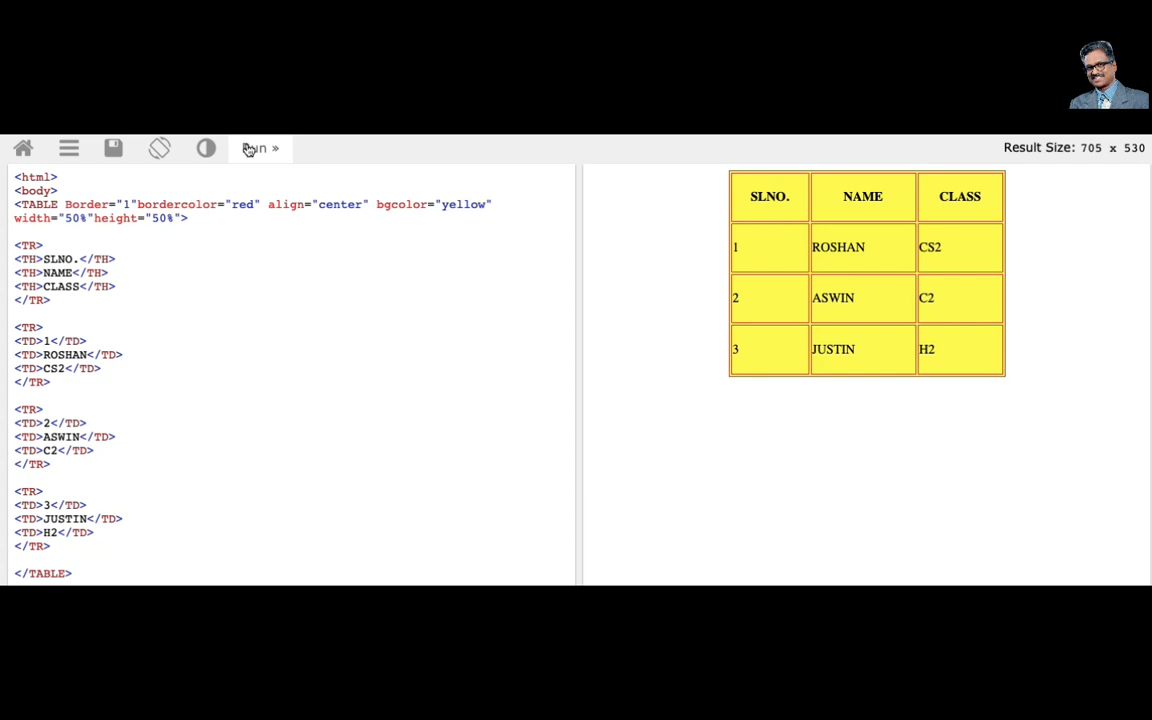 Run »
Result Size: 705 x 530
<html>
<body>
<TABLE Border="1"bordercolor="red" align="center" bgcolor="yellow"
width="50%"height="50%">
<TR>
<TH>SLNO.</TH>
<TH>NAME</TH>
<TH>CLASS</TH>
</TR>
<TR>
<TD>1</TD>
<TD>ROSHAN</TD>
<TD>CS2</TD>
</TR>
<TR>
<TD>2</TD>
<TD>ASWIN</TD>
<TD>C2</TD>
</TR>
<TR>
<TD>3</TD>
<TD>JUSTIN</TD>
<TD>H2</TD>
</TR>
</TABLE>
SLNO. NAME CLASS
1 ROSHAN CS2
2 ASWIN C2
3 JUSTIN H2